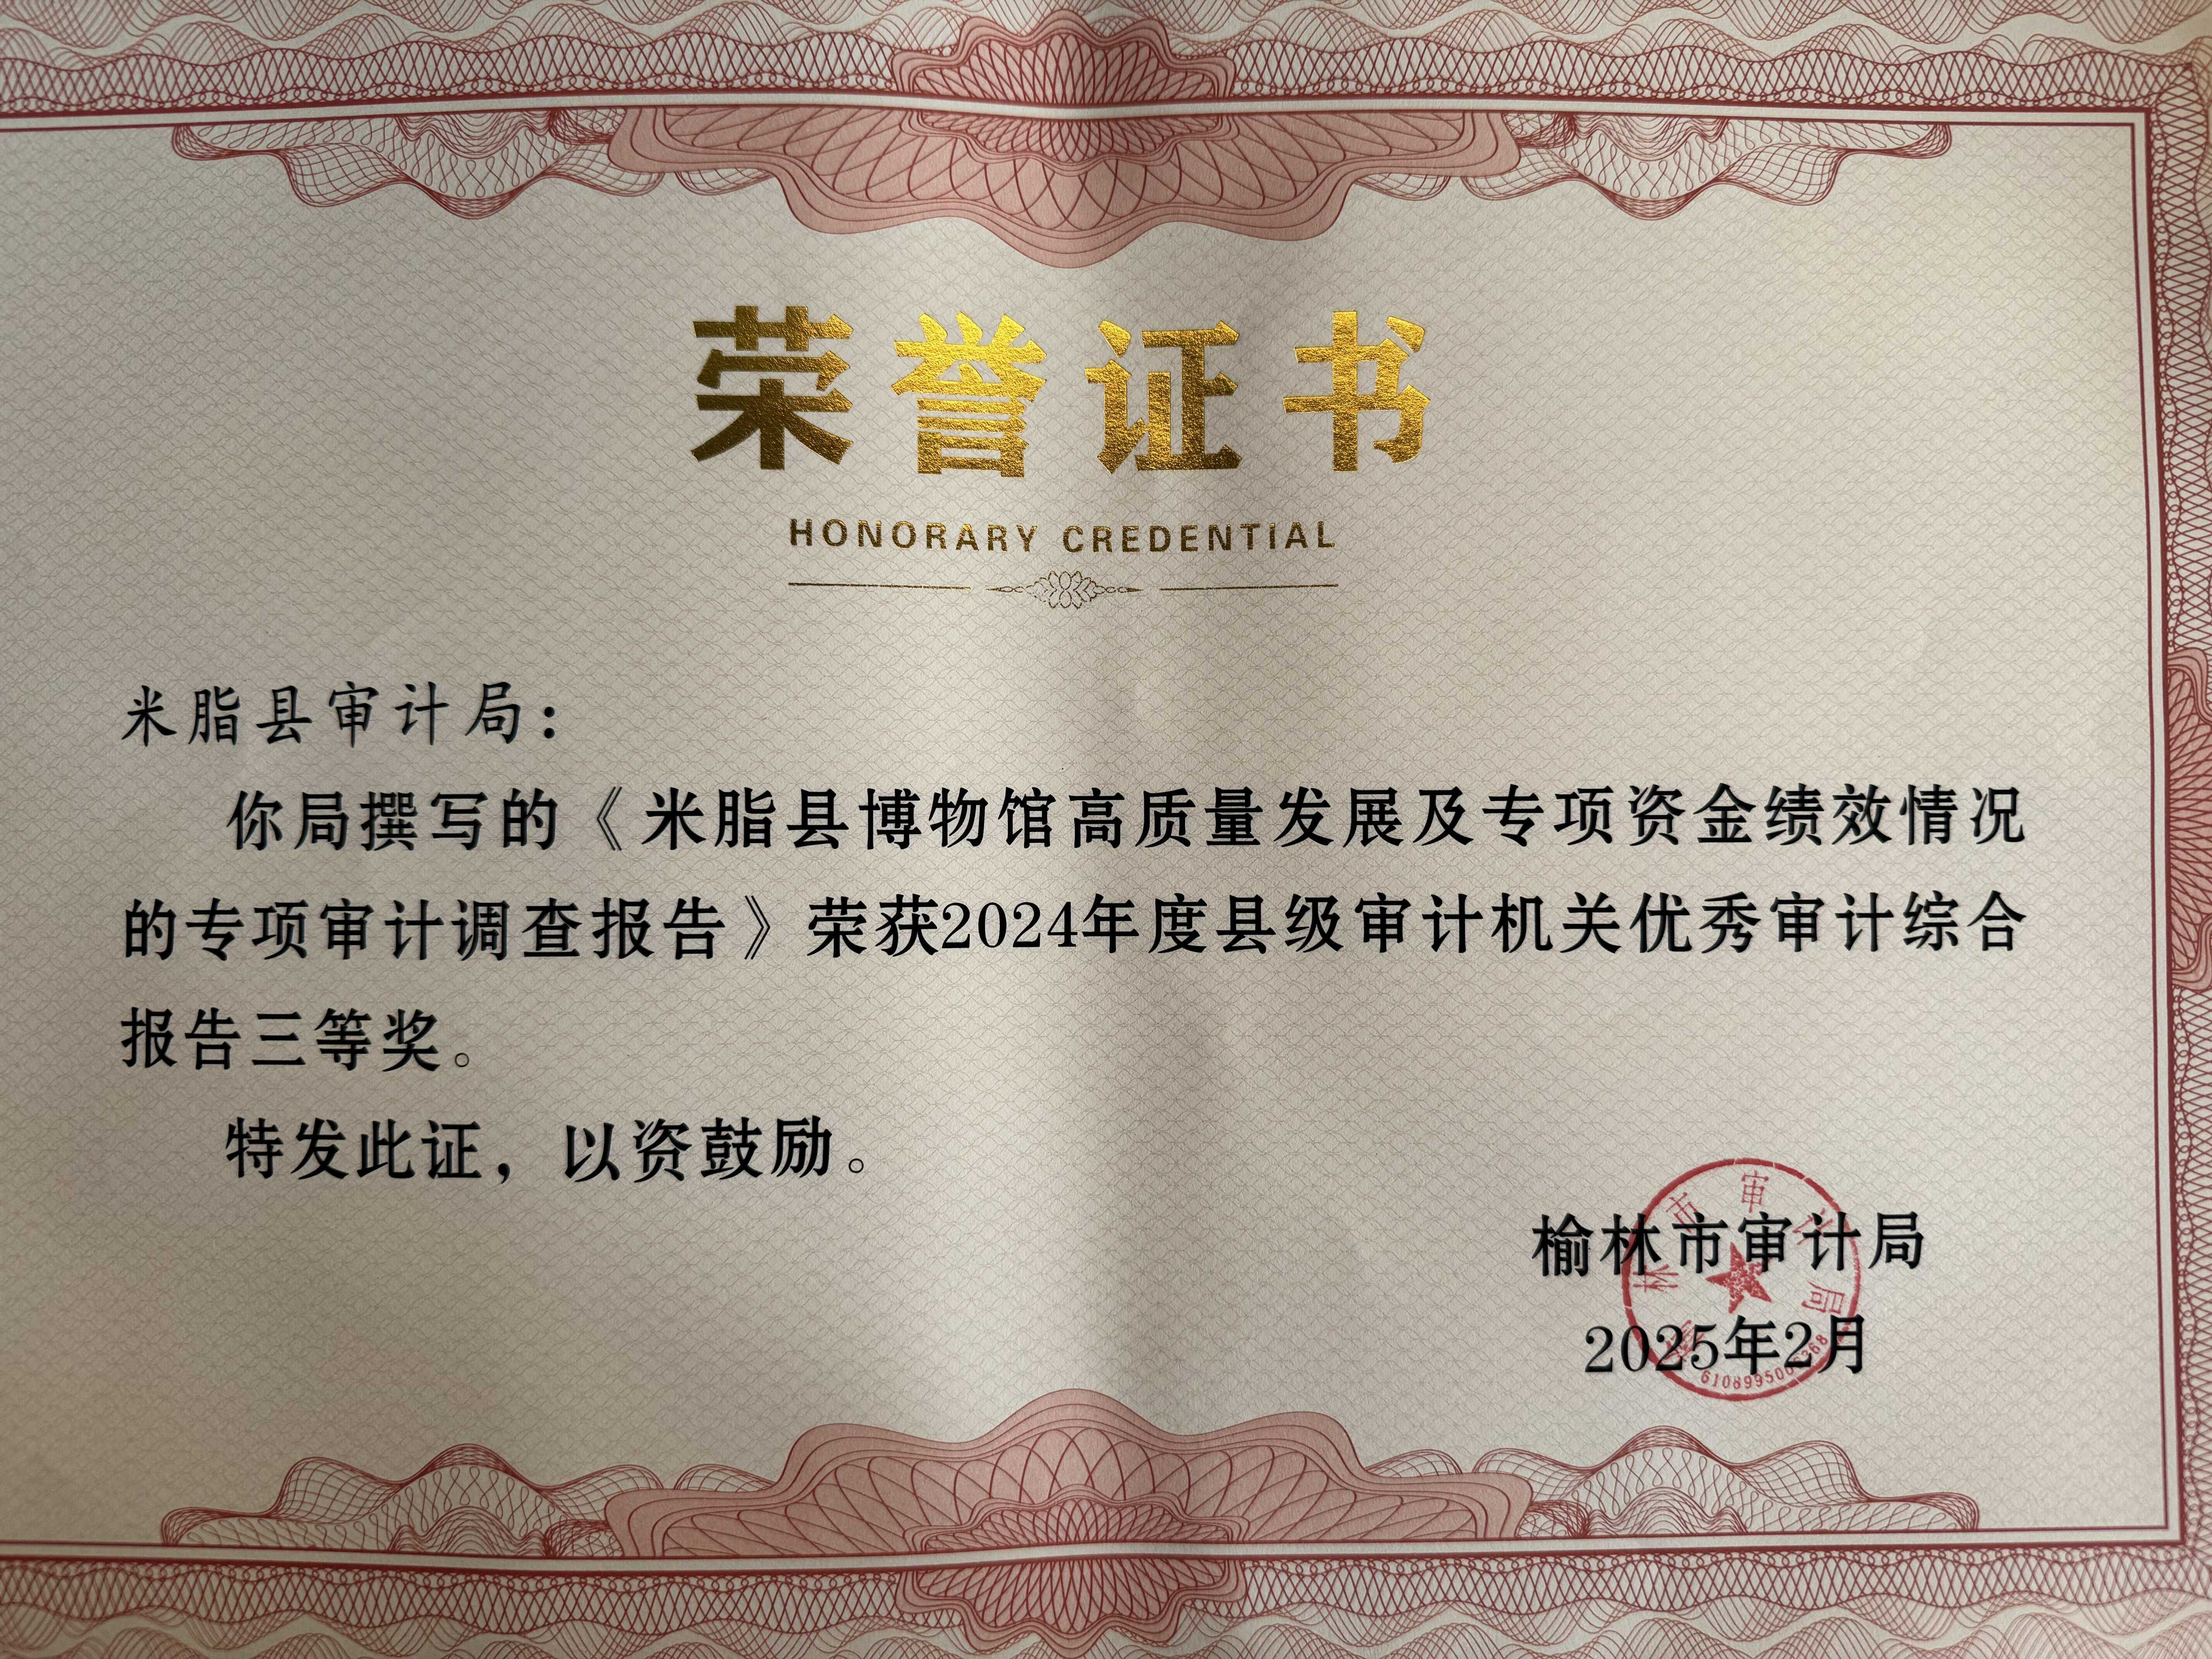 荣誉证书
HONORARY CREDENTIAL
米脂县审计局：
你局撰写的《米脂县博物馆高质量发展及专项资金绩效情况
的专项审计调查报告》荣获2024年度县级审计机关优秀审计综合
报告三等奖。
特发此证，以资鼓励。
榆林市审计局
2025年2月